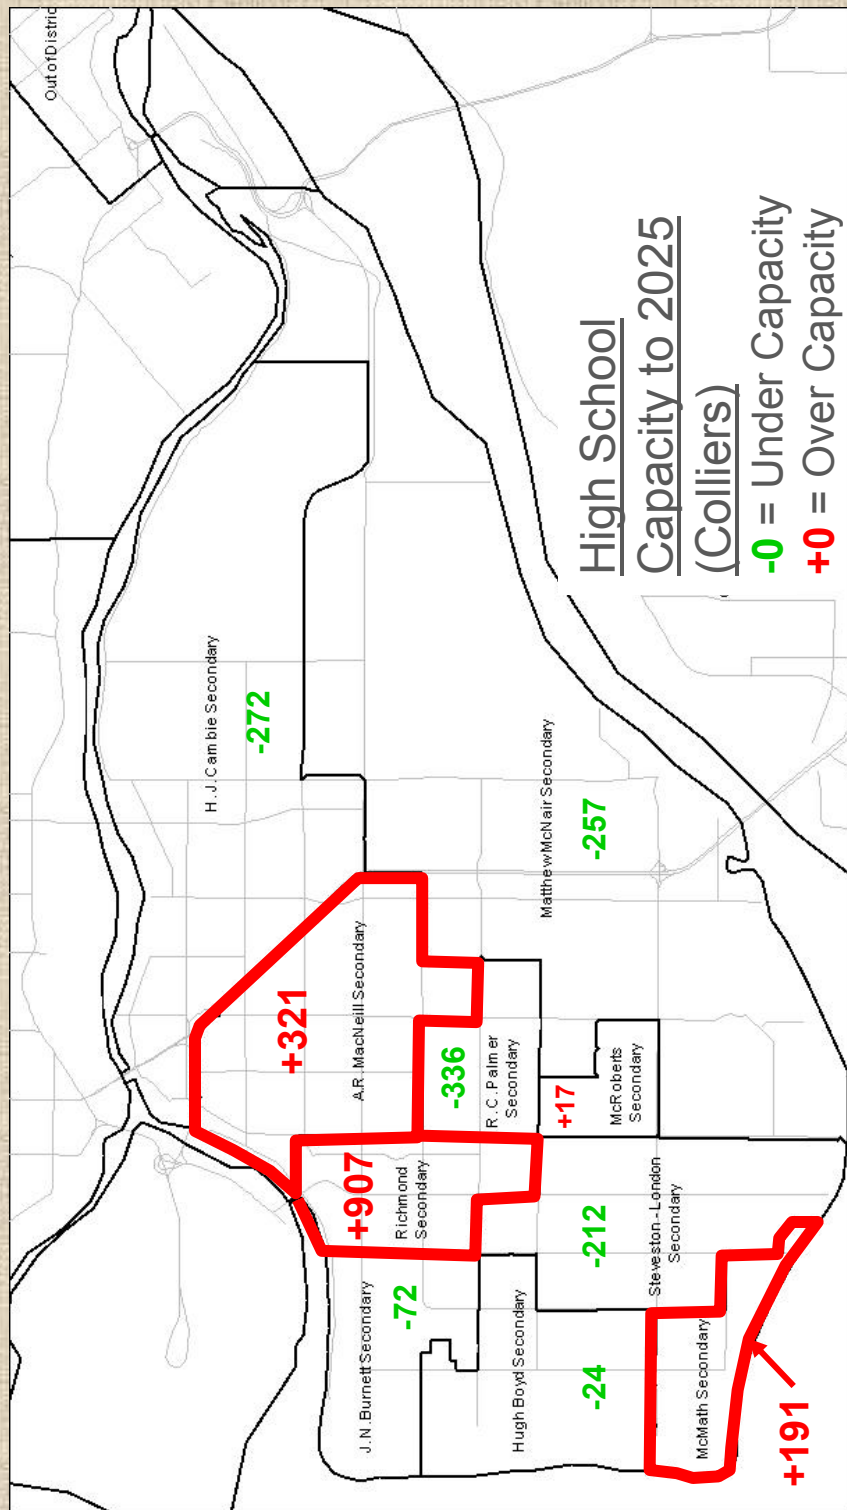 Out of Distric
H.J. Cambie Secondary
-272
+321
A.R. MacNeill Secondary
+907
Richmond
Secondary
J.N. Burnett Secondary
-72
-336
R.C. Palmer
Secondary
Matthew McNair Secondary
-257
Hugh Boyd Secondary
-24
-212
Steveston-London
Secondary
+17
McRoberts
Secondary
McMath Secondary
+191
High School
Capacity to 2025
(Colliers)
-0 = Under Capacity
+0 = Over Capacity